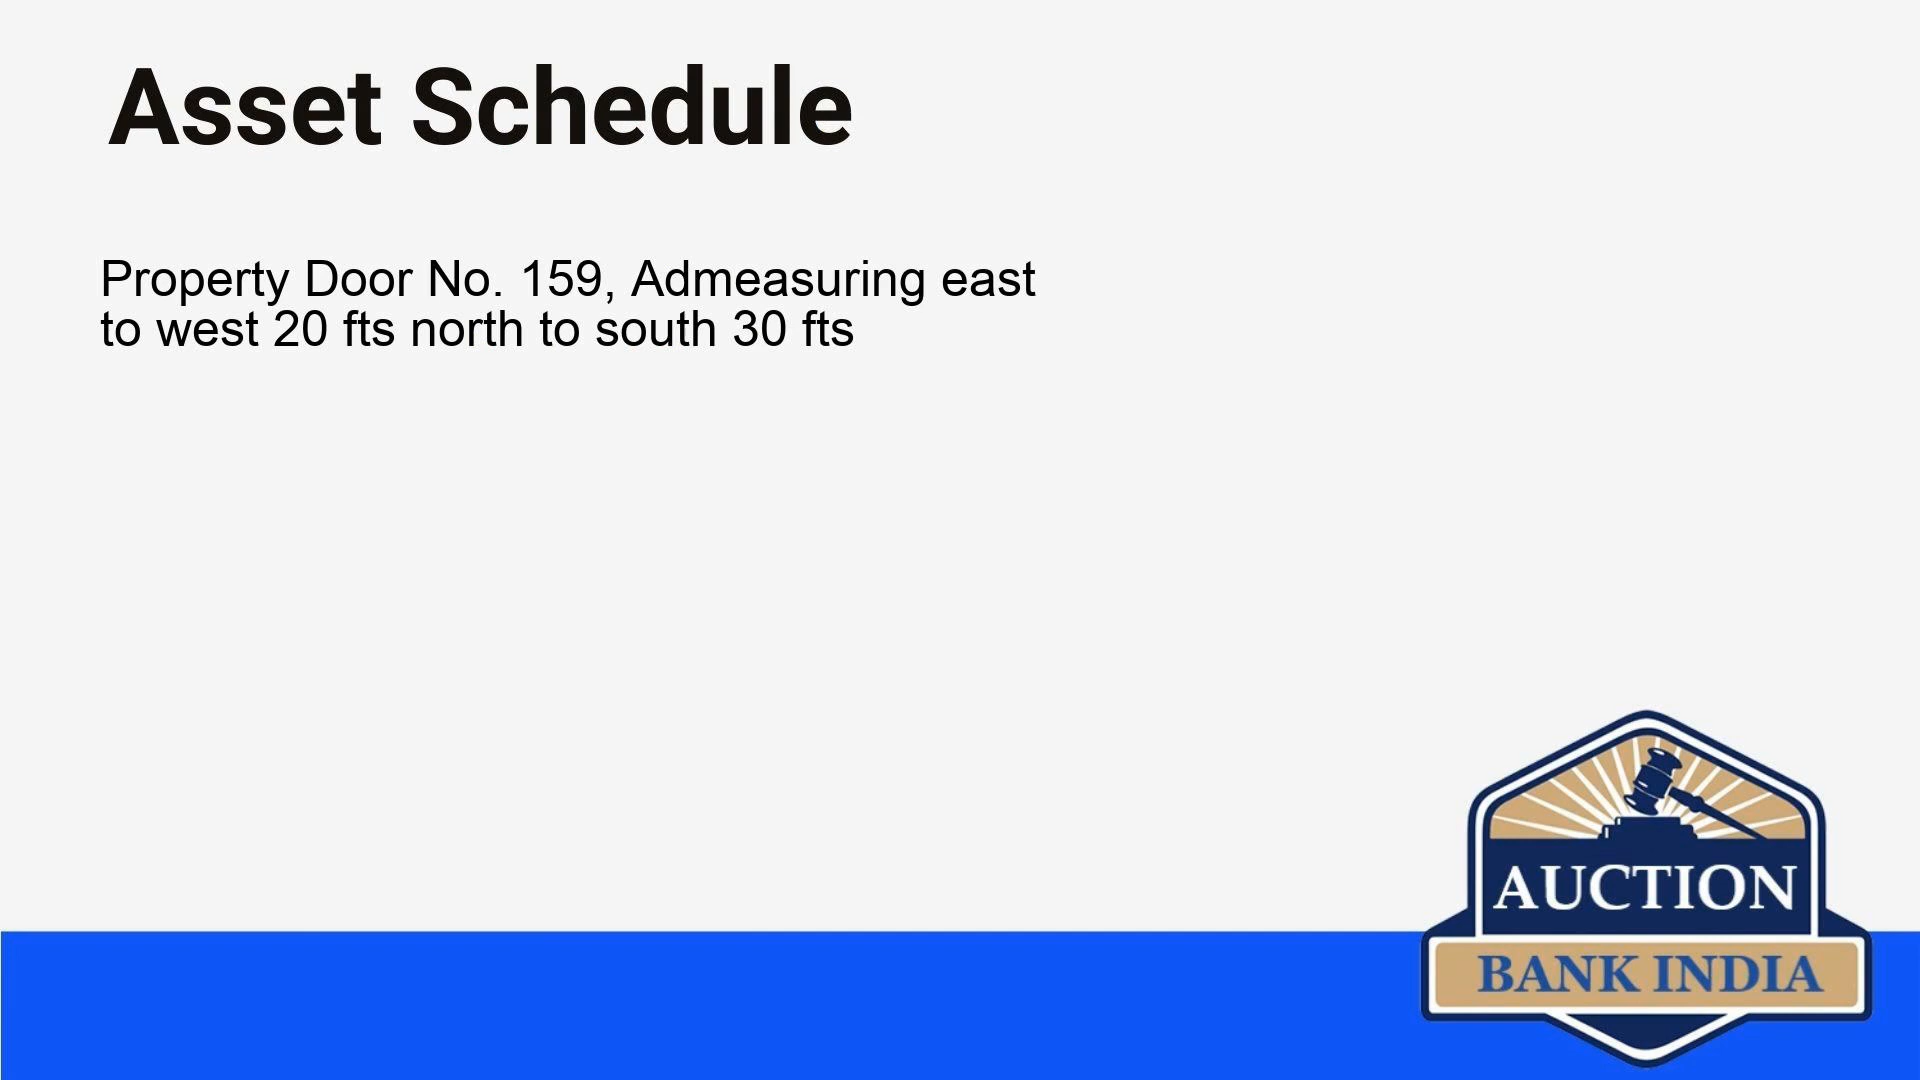 Asset Schedule
Property Door No. 159, Admeasuring east
to west 20 fts north to south 30 fts
AUCTION
BANK INDIA